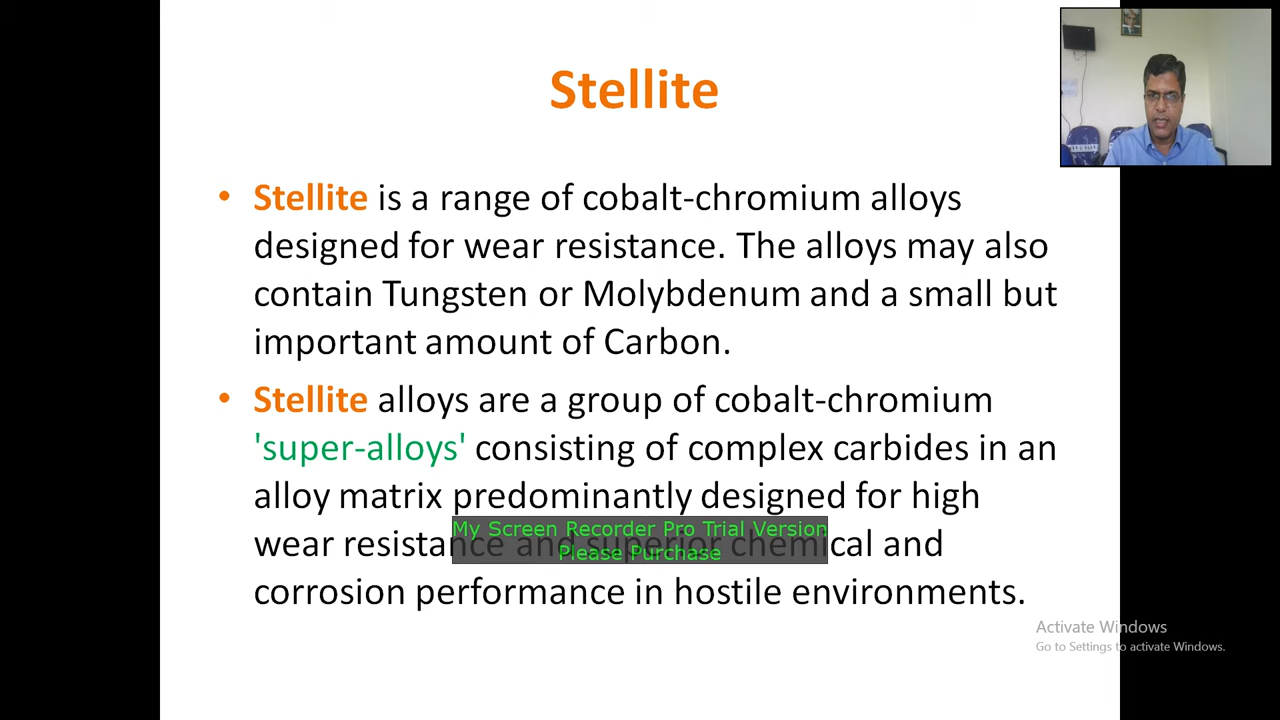 Stellite
• Stellite is a range of cobalt-chromium alloys
designed for wear resistance. The alloys may also
contain Tungsten or Molybdenum and a small but
important amount of Carbon.
• Stellite alloys are a group of cobalt-chromium
'super-alloys' consisting of complex carbides in an
alloy matrix predominantly designed for high
wear resistance and superior chemical and
corrosion performance in hostile environments.
My Screen Recorder Pro Trial Version
Please Purchase
Activate Windows
Go to Settings to activate Windows.